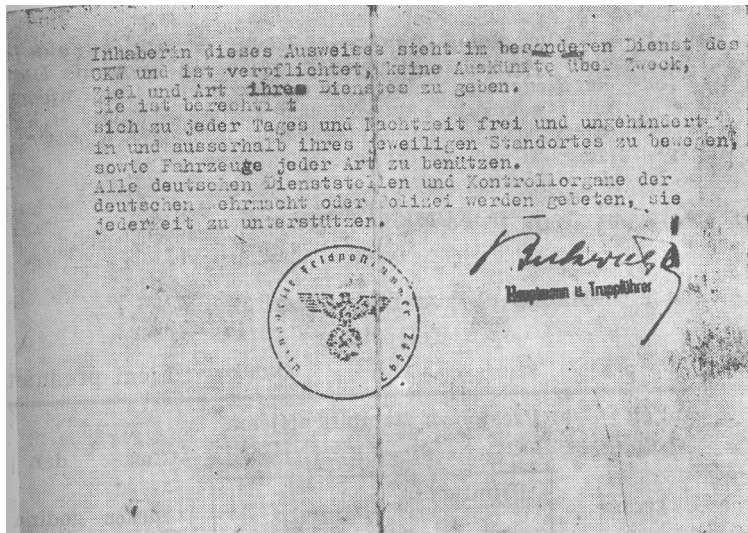 Inhaberin dieses Ausweises steht im besonderen Dienst des
OKW und ist verpflichtet, keine Auskünfte über Zweck,
Ziel und Art ihres Dienstes zu geben.
Sie ist berechtigt
sich zu jeder Tages und Nachtzeit frei und ungehindert
in und ausserhalb ihres jeweiligen Standortes zu bewegen,
sowie Fahrzeuge jeder Art zu benützen.
Alle deutschen Dienststellen und Kontrollorgane der
deutschen Wehrmacht oder Polizei werden gebeten, sie
jederzeit zu unterstützen.
Hauptmann u. Truppführer
Dienststelle Feldpostnummer